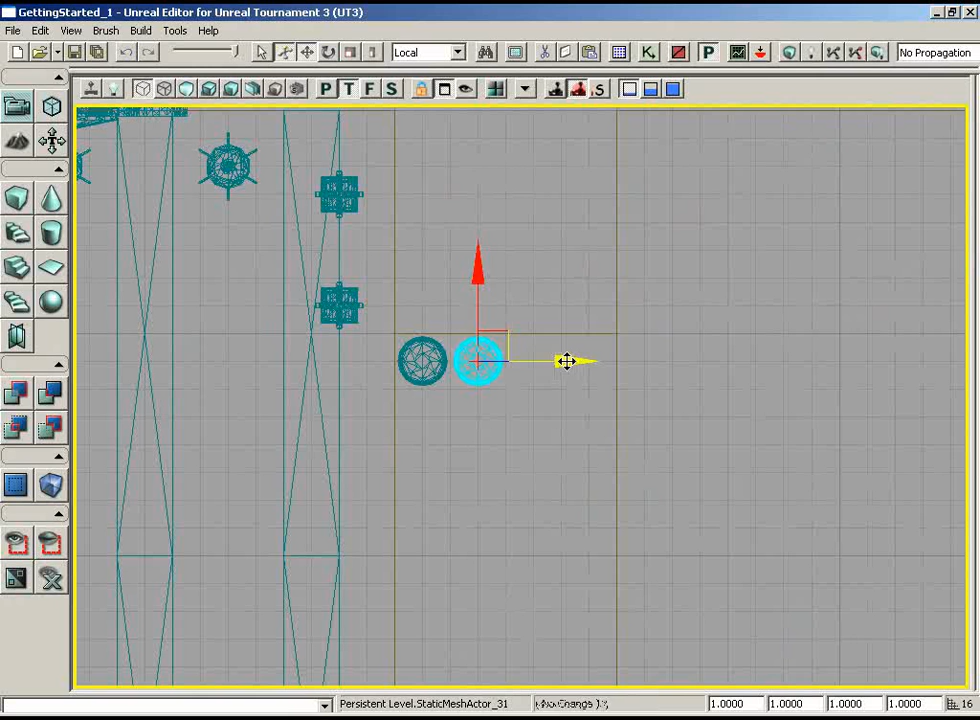 GettingStarted_1 - Unreal Editor for Unreal Tournament 3 (UT3)
File Edit View Brush Build Tools Help
Local
P
No Propagation
P T F S
.S
Persistent Level.StaticMeshActor_31
1.0000 1.0000 1.0000 1.0000 16